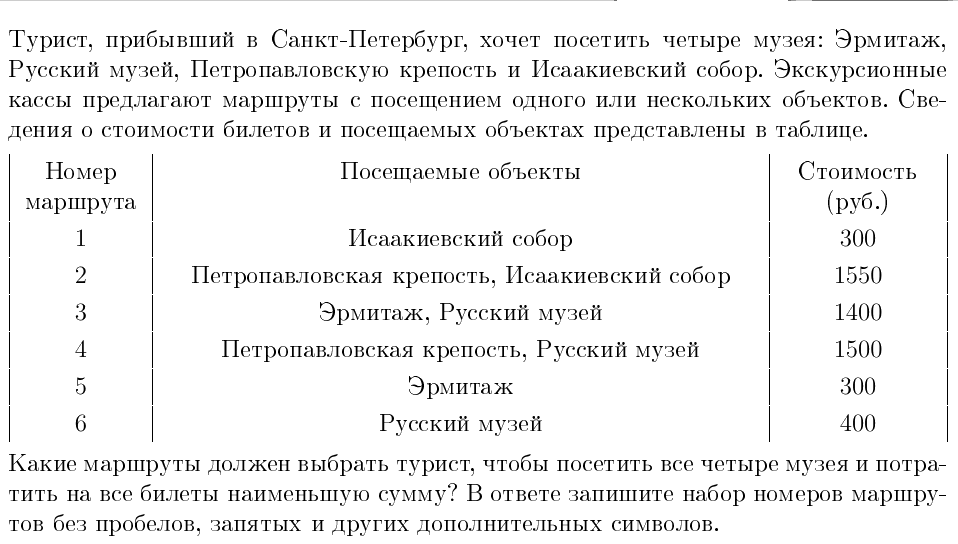 Турист, прибывший в Санкт-Петербург, хочет посетить четыре музея: Эрмитаж,
Русский музей, Петропавловскую крепость и Исаакиевский собор. Экскурсионные
кассы предлагают маршруты с посещением одного или нескольких объектов. Све-
дения о стоимости билетов и посещаемых объектах представлены в таблице.
Номер маршрута Посещаемые объекты Стоимость (руб.)
1 Исаакиевский собор 300
2 Петропавловская крепость, Исаакиевский собор 1550
3 Эрмитаж, Русский музей 1400
4 Петропавловская крепость, Русский музей 1500
5 Эрмитаж 300
6 Русский музей 400
Какие маршруты должен выбрать турист, чтобы посетить все четыре музея и потра-
тить на все билеты наименьшую сумму? В ответе запишите набор номеров маршру-
тов без пробелов, запятых и других дополнительных символов.